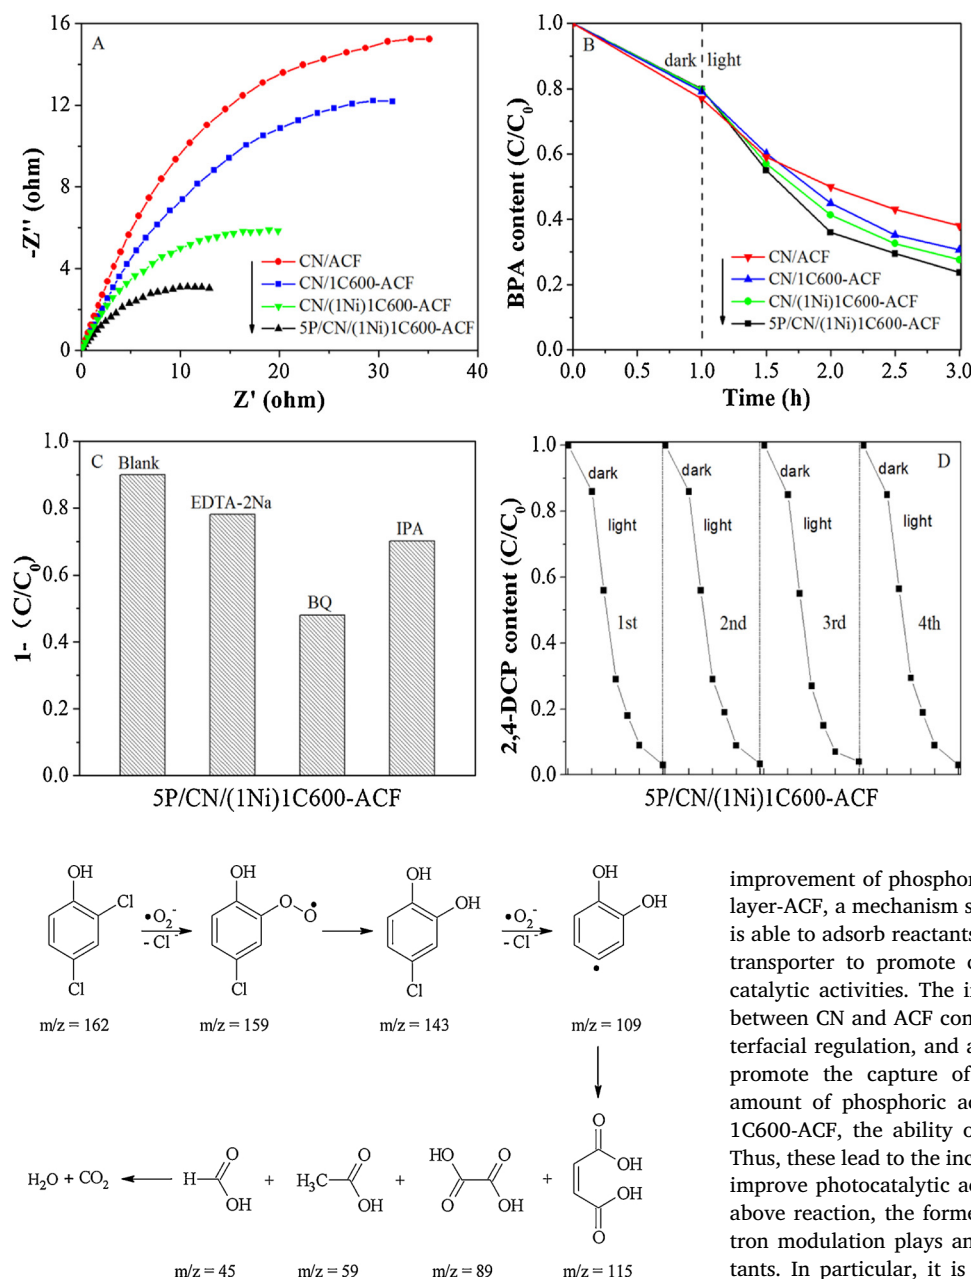 A
16
12
8
4
0
-Z'' (ohm)
0 10 20 30 40
Z' (ohm)
CN/ACF
CN/1C600-ACF
CN/(1Ni)1C600-ACF
5P/CN/(1Ni)1C600-ACF
B
dark light
1.0
0.8
0.6
0.4
0.2
0.0
BPA content (C/C0)
0.0 0.5 1.0 1.5 2.0 2.5 3.0
Time (h)
CN/ACF
CN/1C600-ACF
CN/(1Ni)1C600-ACF
5P/CN/(1Ni)1C600-ACF
C
1.0
0.8
0.6
0.4
0.2
0.0
1-（C/C0）
Blank
EDTA-2Na
BQ
IPA
5P/CN/(1Ni)1C600-ACF
D
1.0
0.8
0.6
0.4
0.2
0.0
2,4-DCP content (C/C0)
dark dark dark dark
light light light light
1st 2nd 3rd 4th
5P/CN/(1Ni)1C600-ACF
OH
Cl
Cl
m/z = 162
•O2-
- Cl-
OH
O
O•
Cl
m/z = 159
OH
OH
Cl
m/z = 143
•O2-
- Cl-
OH
OH
•
m/z = 109
H2O + CO2
H
O
OH
m/z = 45
+
H3C
O
OH
m/z = 59
+
HO
O
O
OH
m/z = 89
+
O
OH
OH
O
m/z = 115
improvement of phosphor
layer-ACF, a mechanism s
is able to adsorb reactants
transporter to promote c
catalytic activities. The i
between CN and ACF con
terfacial regulation, and a
promote the capture of
amount of phosphoric ac
1C600-ACF, the ability o
Thus, these lead to the inc
improve photocatalytic ac
above reaction, the forme
tron modulation plays an
tants. In particular, it is